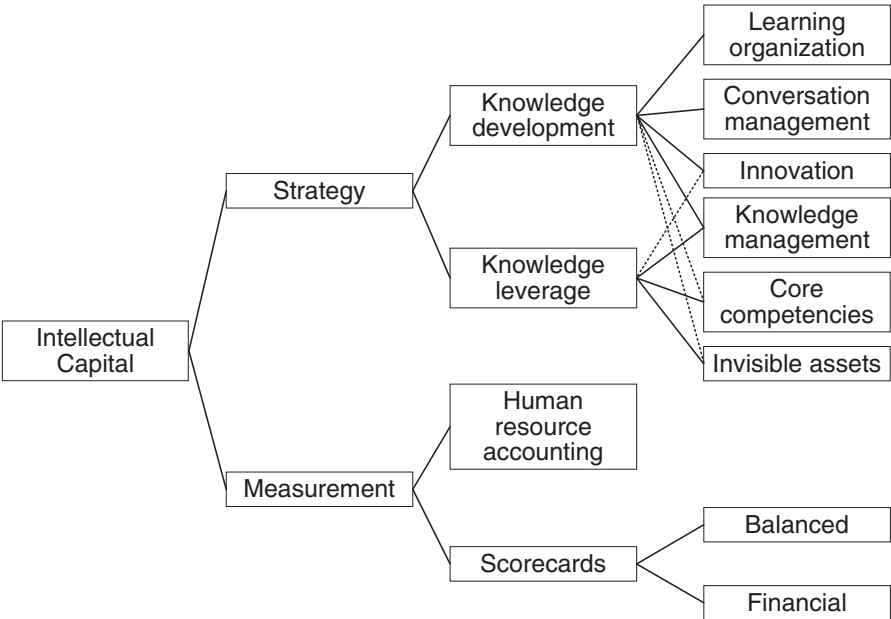 Intellectual
Capital
Strategy
Measurement
Knowledge
development
Knowledge
leverage
Human
resource
accounting
Scorecards
Learning
organization
Conversation
management
Innovation
Knowledge
management
Core
competencies
Invisible assets
Balanced
Financial